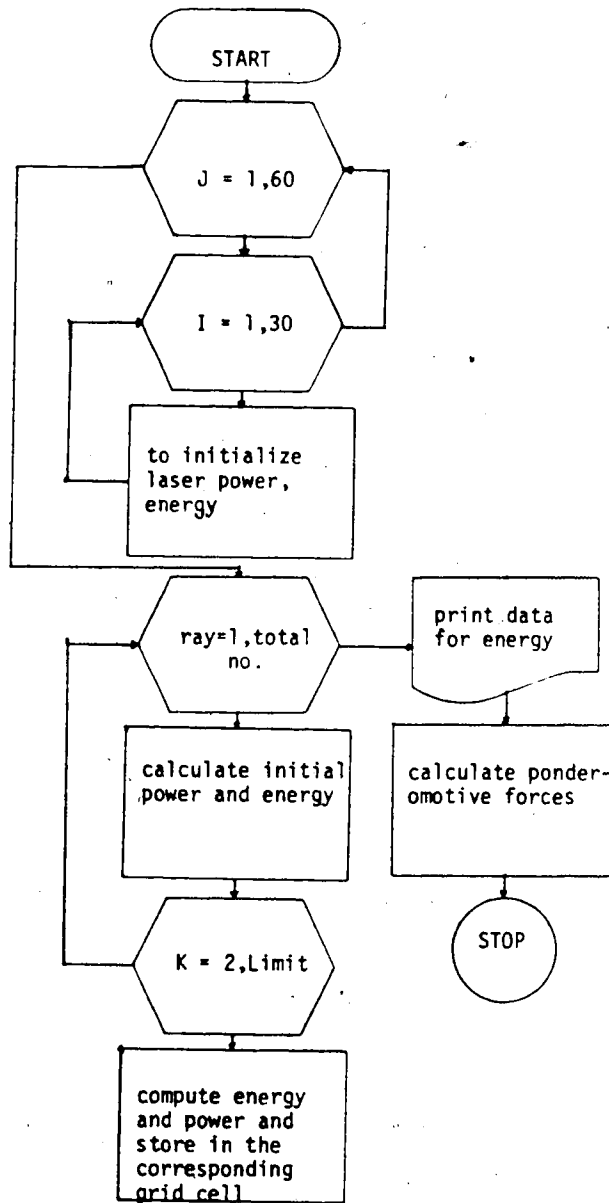 START
J = 1,60
I = 1,30
to initialize
laser power,
energy
ray=1,total
no.
print data
for energy
calculate initial
power and energy
calculate ponder-
omotive forces
K = 2,Limit
STOP
compute energy
and power and
store in the
corresponding
grid cell